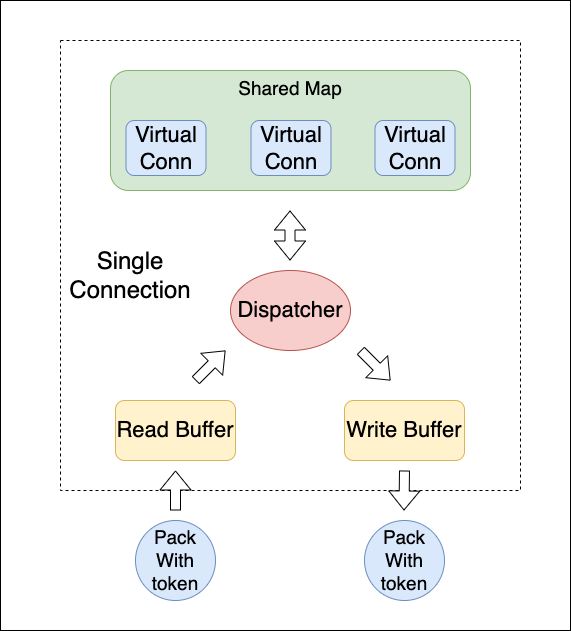 Shared Map
Virtual
Conn
Virtual
Conn
Virtual
Conn
Single
Connection
Dispatcher
Read Buffer
Write Buffer
Pack
With
token
Pack
With
token